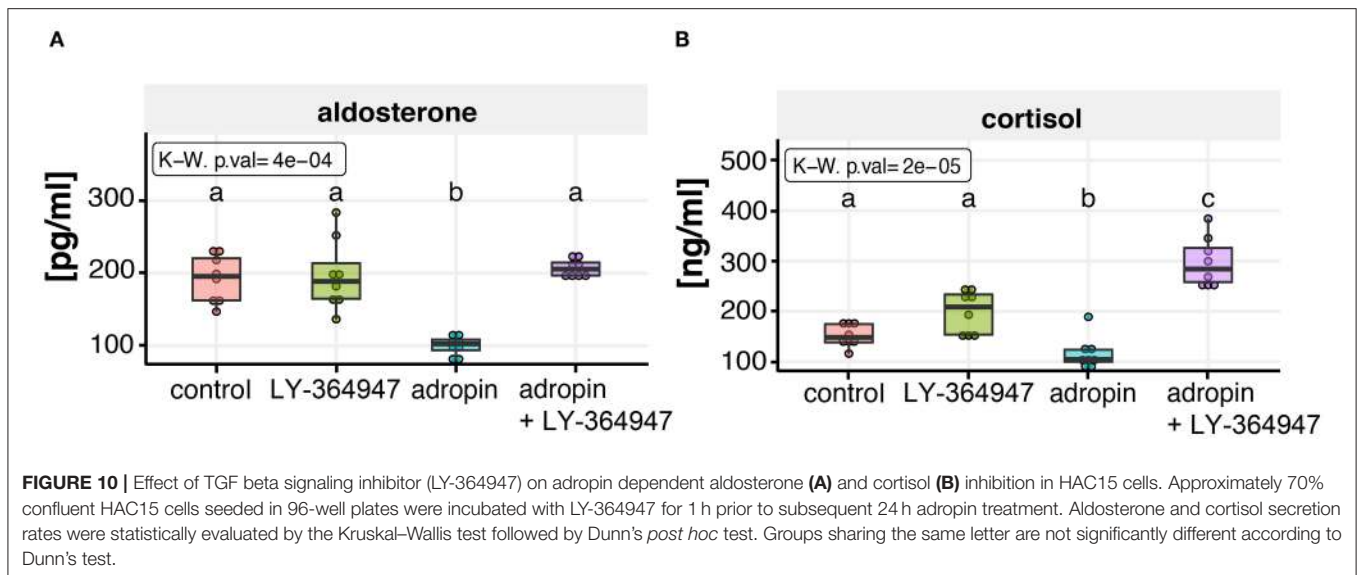 A
aldosterone
K–W. p.val= 4e−04
[pg/ml]
300
200
100
a
a
b
a
control
LY-364947
adropin
adropin
+ LY-364947
B
cortisol
K–W. p.val= 2e−05
[ng/ml]
500
400
300
200
100
a
a
b
c
control
LY-364947
adropin
adropin
+ LY-364947
FIGURE 10 | Effect of TGF beta signaling inhibitor (LY-364947) on adropin dependent aldosterone (A) and cortisol (B) inhibition in HAC15 cells. Approximately 70%
confluent HAC15 cells seeded in 96-well plates were incubated with LY-364947 for 1 h prior to subsequent 24 h adropin treatment. Aldosterone and cortisol secretion
rates were statistically evaluated by the Kruskal–Wallis test followed by Dunn's post hoc test. Groups sharing the same letter are not significantly different according to
Dunn's test.